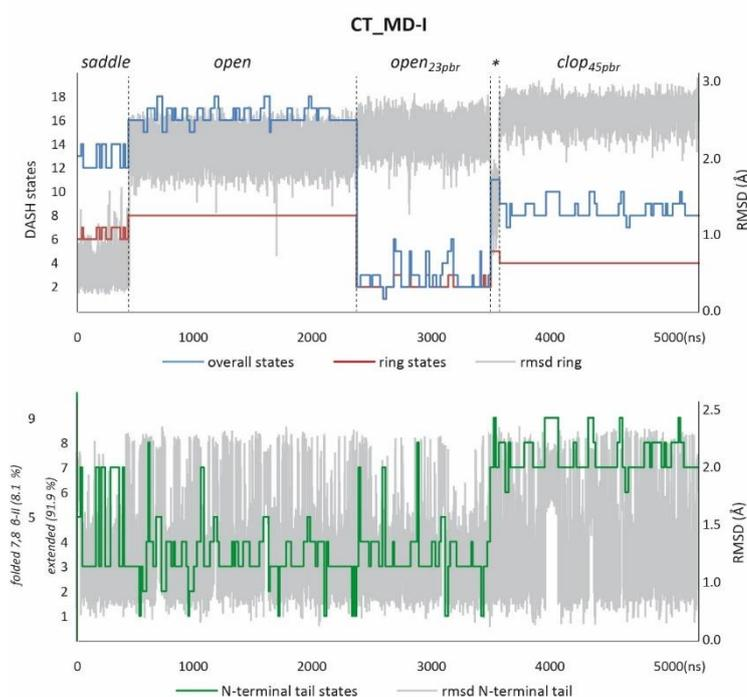 CT_MD-I
saddle open open23pbr * clop45pbr
DASH states
18
16
14
12
10
8
6
4
2
3.0
2.0
1.0
0.0
RMSD (Å)
0 1000 2000 3000 4000 5000(ns)
overall states ring states rmsd ring
folded 7,8 β-II (8.1 %)
extended (91.9 %)
9
5
8
7
6
5
4
3
2
1
2.5
2.0
1.5
1.0
0.0
RMSD (Å)
0 1000 2000 3000 4000 5000(ns)
N-terminal tail states rmsd N-terminal tail